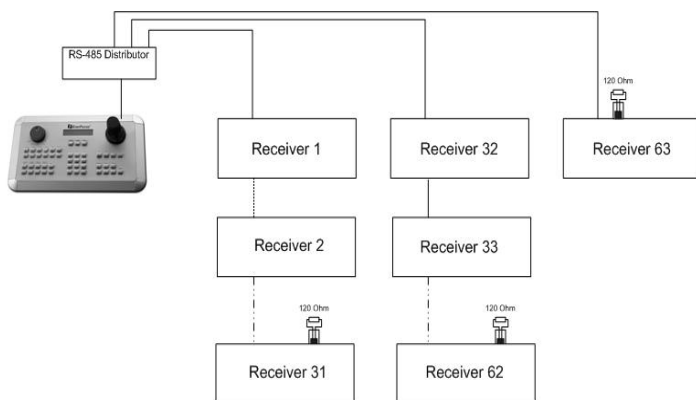 RS-485 Distributor
120 Ohm
Receiver 1
Receiver 32
Receiver 63
Receiver 2
Receiver 33
120 Ohm
120 Ohm
Receiver 31
Receiver 62